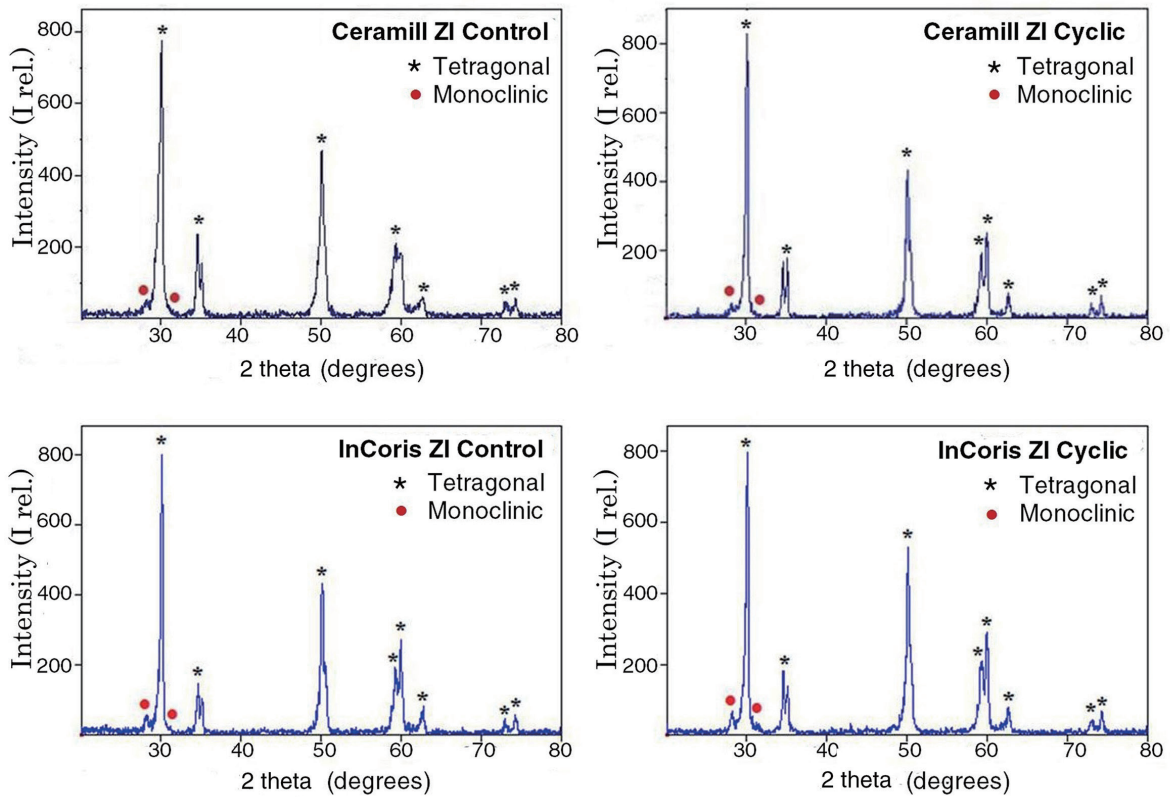 Ceramill ZI Control
* Tetragonal
● Monoclinic
Intensity (I rel.)
800
600
400
200
30 40 50 60 70 80
2 theta (degrees)
Ceramill ZI Cyclic
* Tetragonal
● Monoclinic
Intensity (I rel.)
800
600
400
200
30 40 50 60 70 80
2 theta (degrees)
InCoris ZI Control
* Tetragonal
● Monoclinic
Intensity (I rel.)
800
600
400
200
30 40 50 60 70 80
2 theta (degrees)
InCoris ZI Cyclic
* Tetragonal
● Monoclinic
Intensity (I rel.)
800
600
400
200
30 40 50 60 70 80
2 theta (degrees)